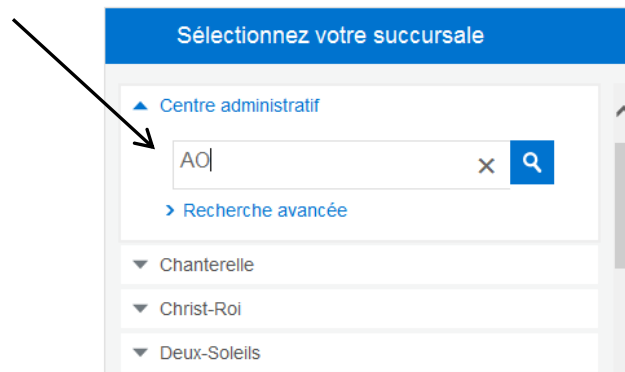 Sélectionnez votre succursale
Centre administratif
AO
Recherche avancée
Chanterelle
Christ-Roi
Deux-Soleils